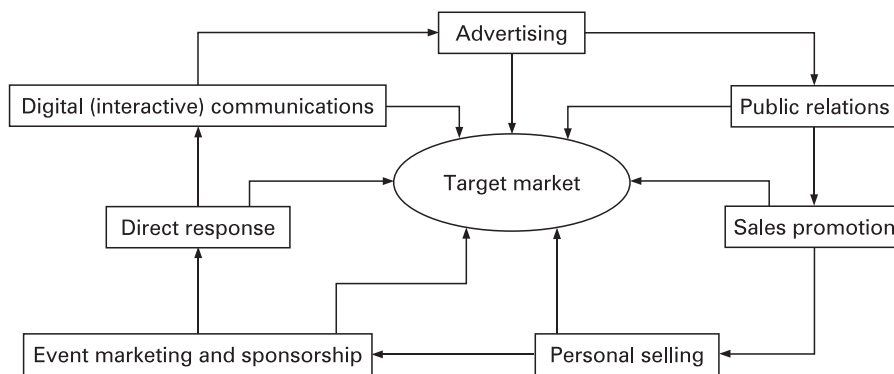 Advertising
Digital (interactive) communications
Public relations
Target market
Direct response
Sales promotion
Event marketing and sponsorship
Personal selling